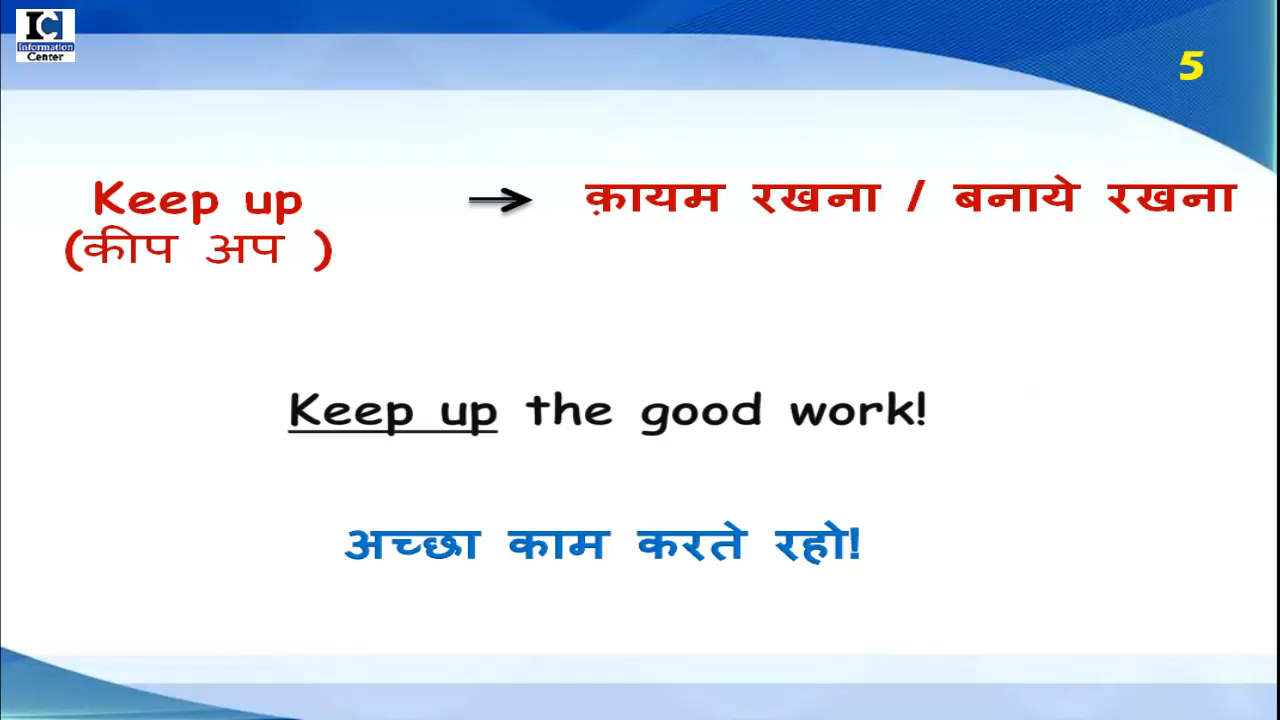 IC
Information
Center
5
Keep up → क़ायम रखना / बनाये रखना
(कीप अप )
Keep up the good work!
अच्छा काम करते रहो!